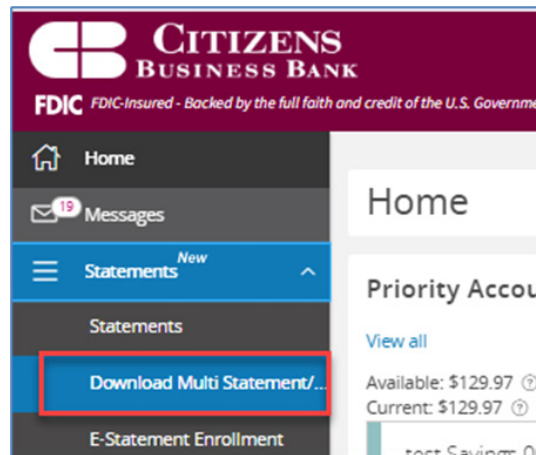 CITIZENS
BUSINESS BANK
FDIC FDIC-Insured - Backed by the full faith and credit of the U.S.
Home
19 Messages
Statements New
Statements
Download Multi Statement/...
E-Statement Enrollment
Home
Priority
View all
Available: $129.97
Current: $129.97
test Savings